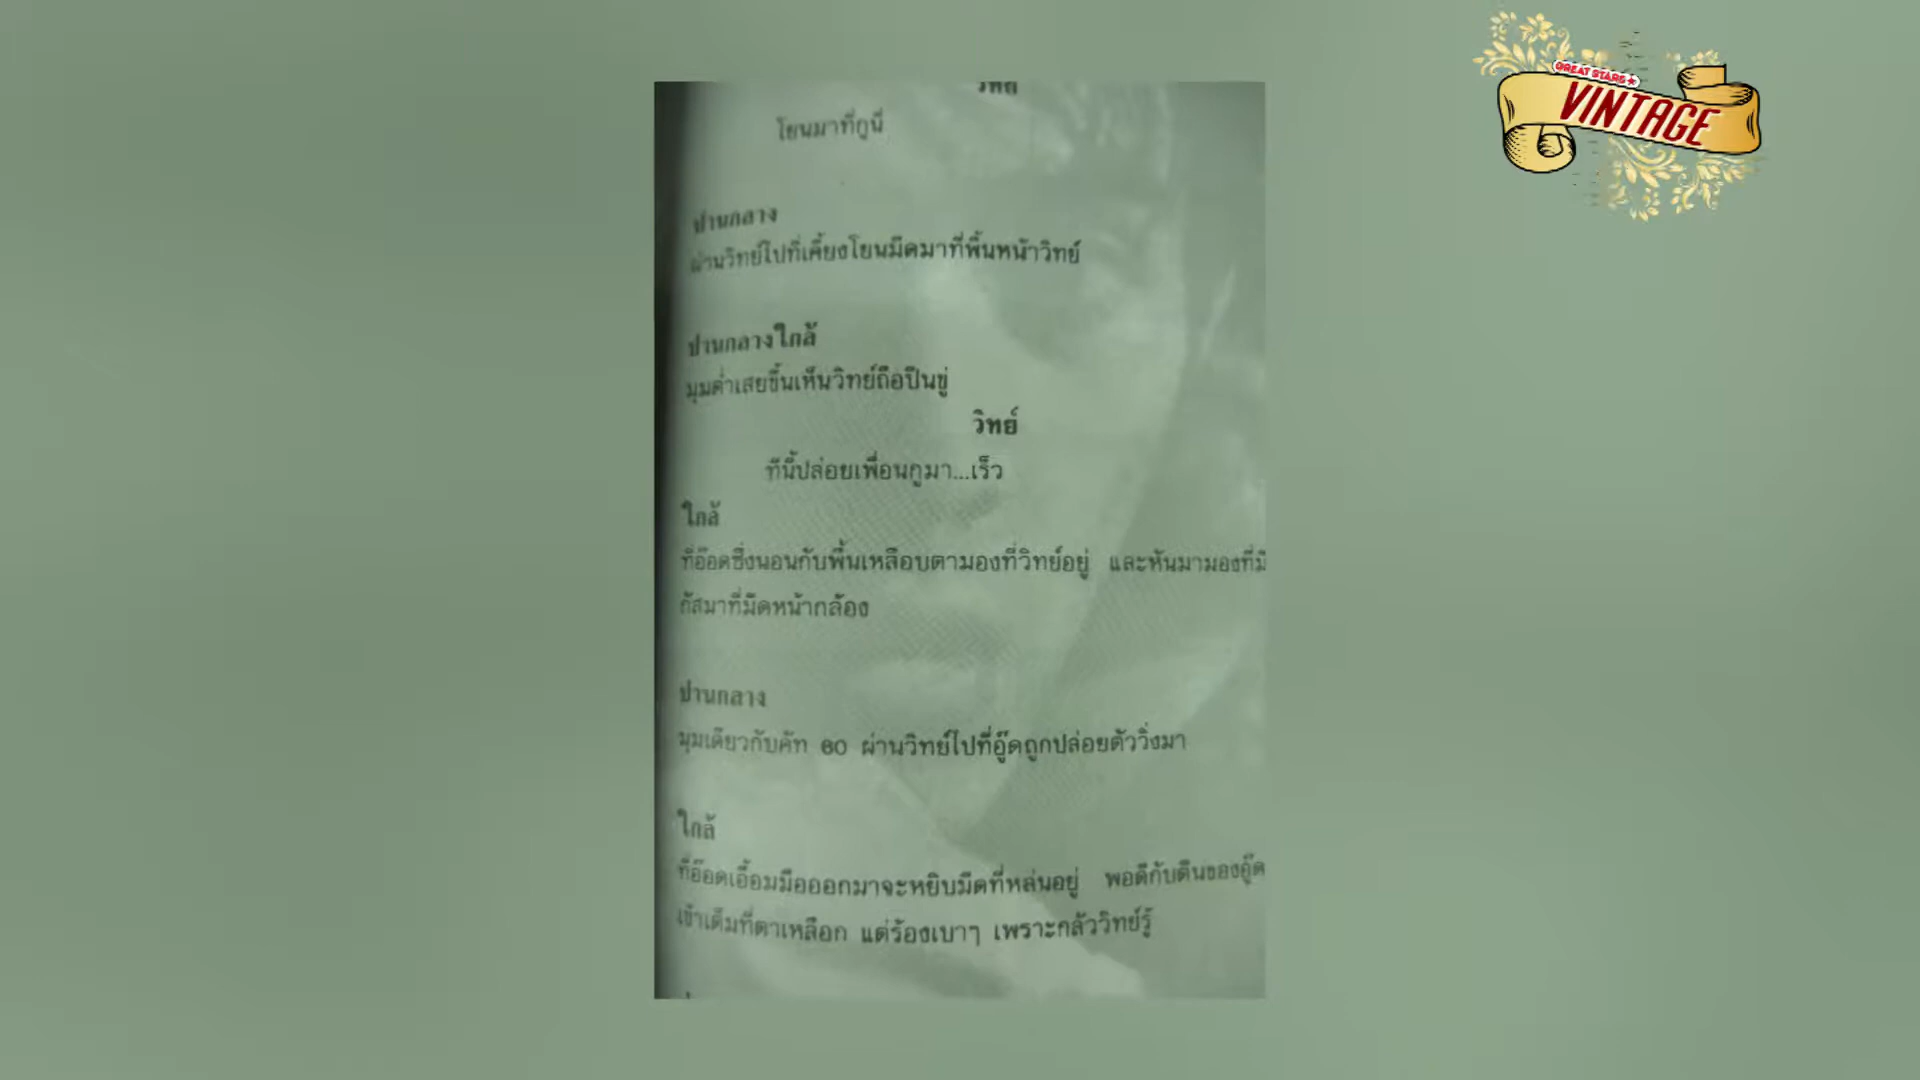 วิทย์
โยนมาที่กูนี่
ปานกลาง
ผ่านวิทย์ไปที่เคี้ยงโยนมีดมาที่พื้นหน้าวิทย์
ปานกลางใกล้
มุมต่ำเสยขึ้นเห็นวิทย์ถือปืนขู่
วิทย์
ทีนี้ปล่อยเพื่อนกูมา...เร็ว
ใกล้
ที่อ๊อดซึ่งนอนกับพื้นเหลือบตามองที่วิทย์อยู่ และหันมามองที่มี
ถัสมาที่มีดหน้ากล้อง
ปานกลาง
มุมเดียวกับคัท 60 ผ่านวิทย์ไปที่อู๊ดถูกปล่อยตัววิ่งมา
ใกล้
ที่อ๊อดเอื้อมมือออกมาจะหยิบมีดที่หล่นอยู่ พอดีกับตีนของอู๊ด
เข้าเต็มที่ตาเหลือก แต่ร้องเบาๆ เพราะกลัววิทย์รู้
GREAT STARS
VINTAGE